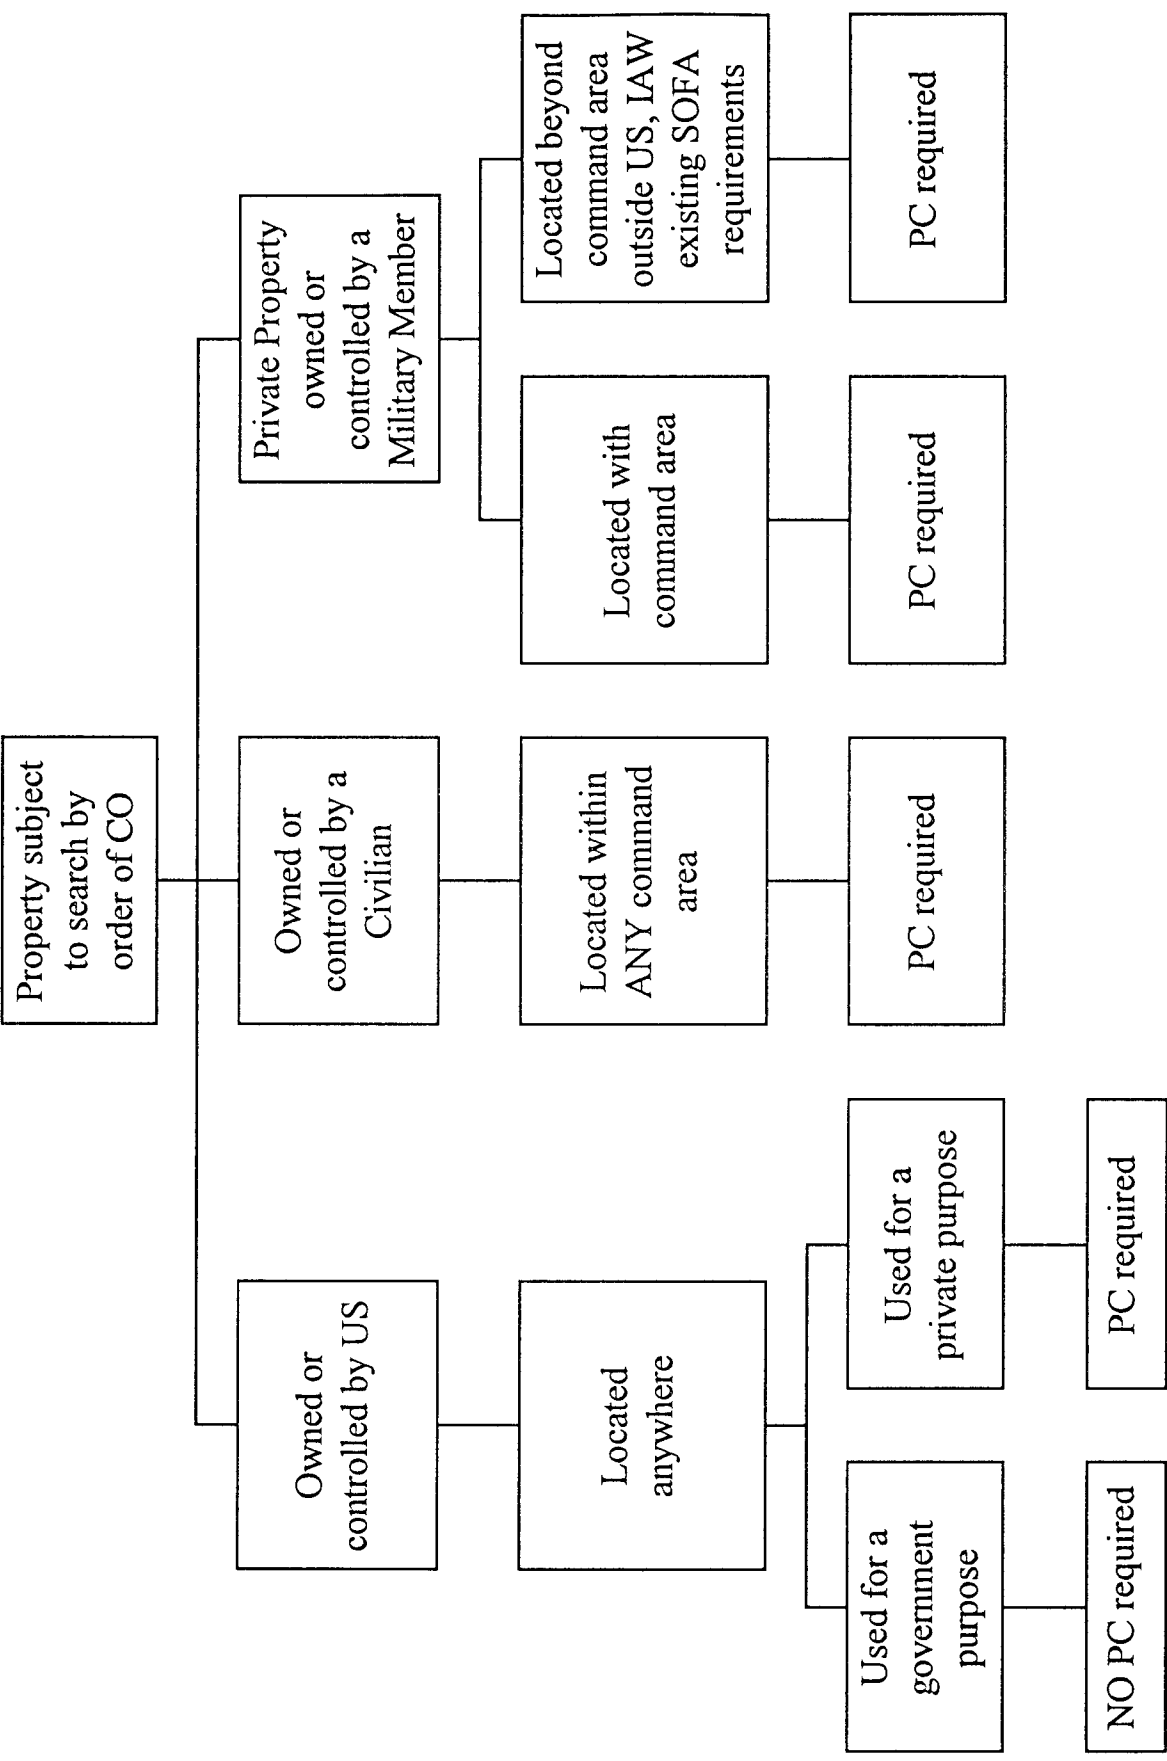 Property subject
to search by
order of CO
Owned or
controlled by US
Owned or
controlled by a
Civilian
Private Property
owned or
controlled by a
Military Member
Located
anywhere
Located within
ANY command
area
Located with
command area
Located beyond
command area
outside US, IAW
existing SOFA
requirements
Used for a
government
purpose
Used for a
private purpose
PC required
PC required
PC required
NO PC required
PC required